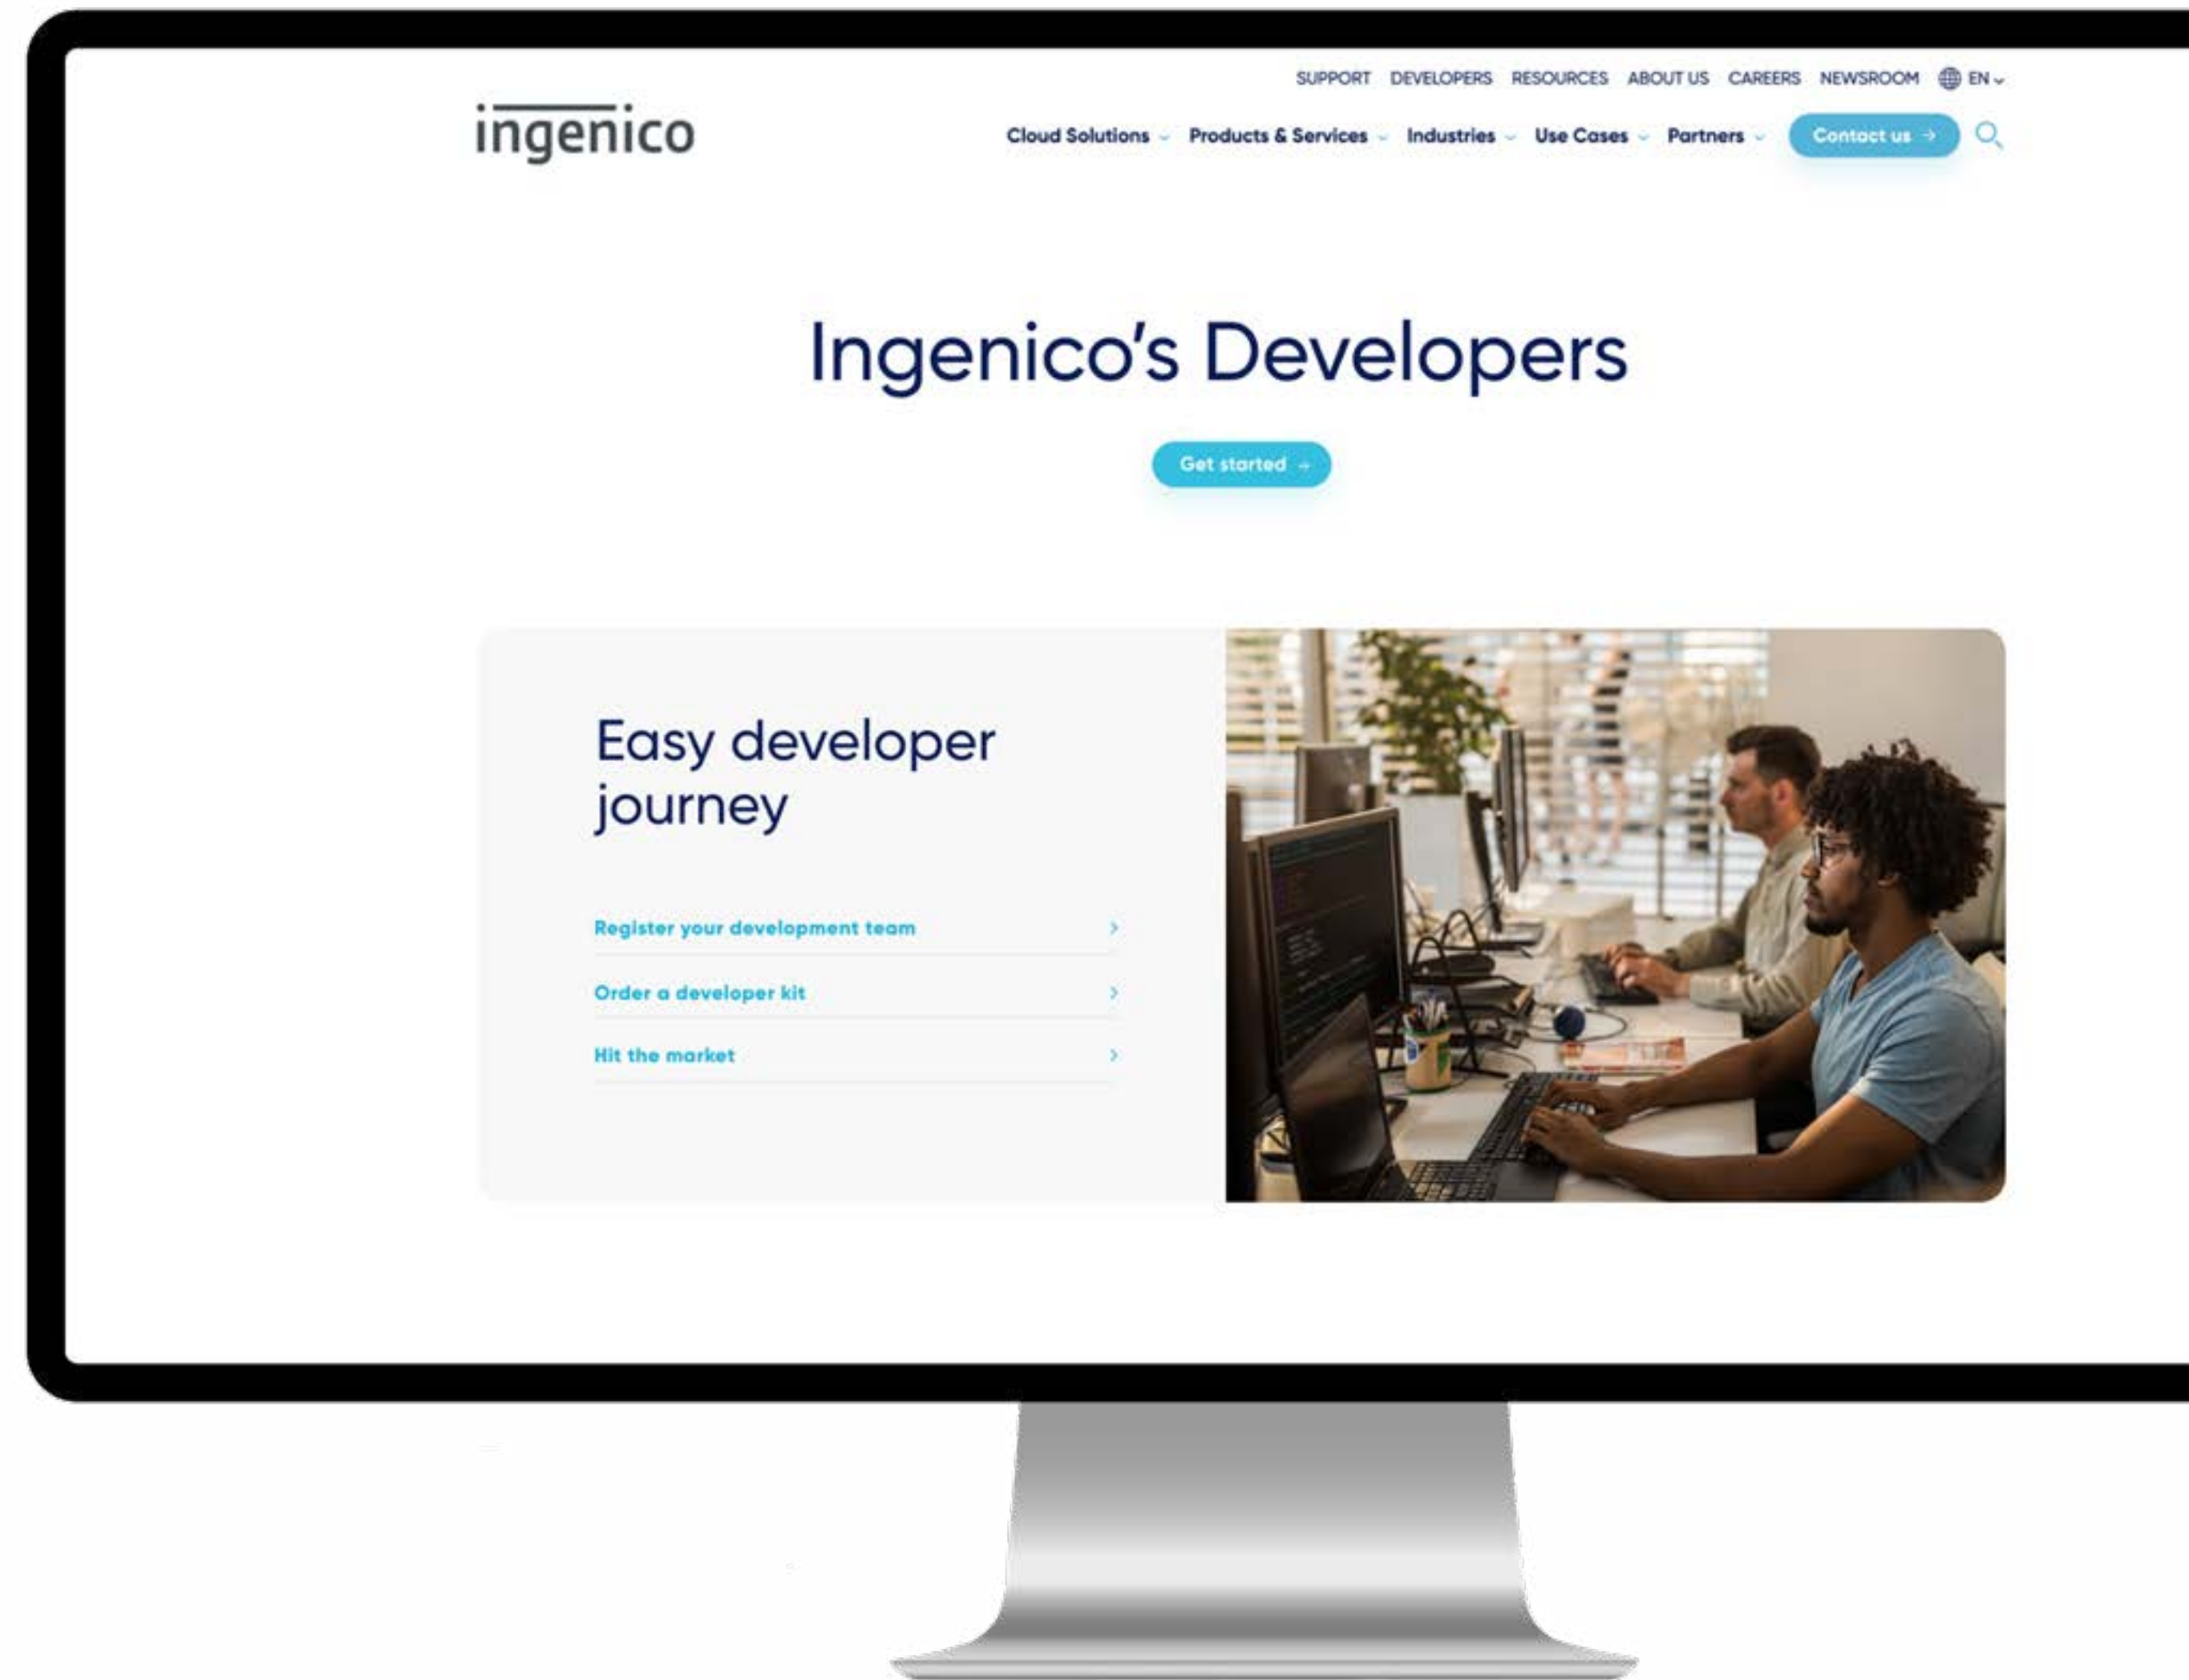 SUPPORT DEVELOPERS RESOURCES ABOUT US CAREERS NEWSROOM EN
ingenico
Cloud Solutions Products & Services Industries Use Cases Partners Contact us →
Ingenico's Developers
Get started →
Easy developer
journey
Register your development team >
Order a developer kit >
Hit the market >